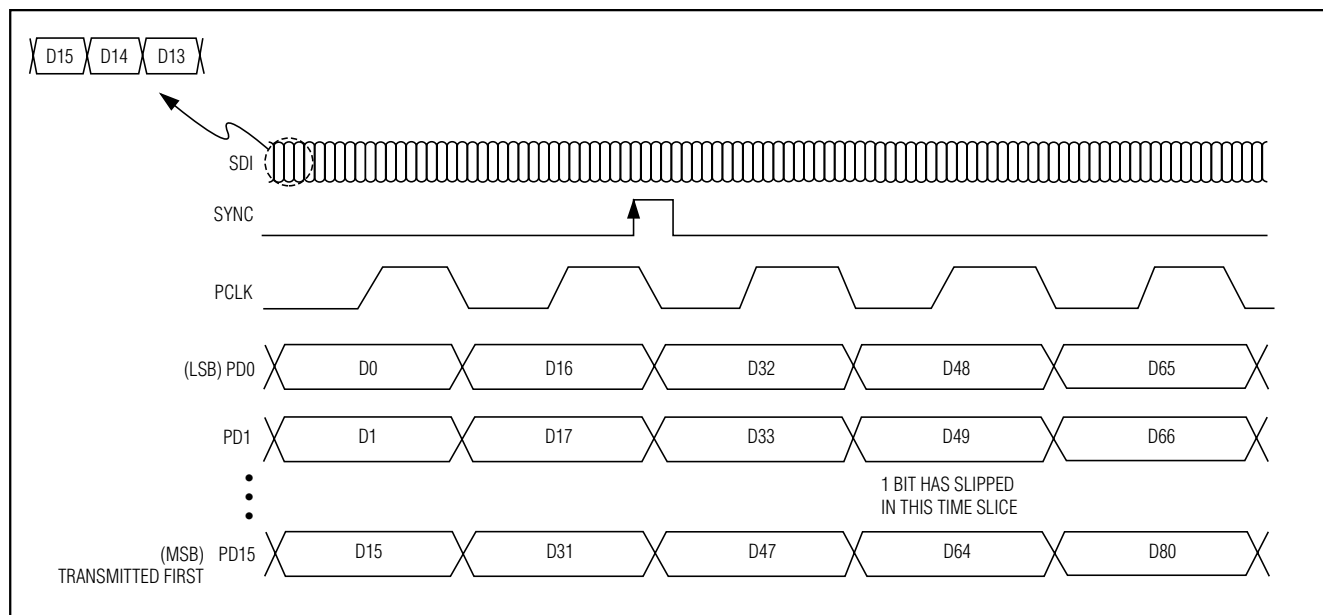 D15 D14 D13
SDI
SYNC
PCLK
(LSB) PD0 D0 D16 D32 D48 D65
PD1 D1 D17 D33 D49 D66
1 BIT HAS SLIPPED
IN THIS TIME SLICE
(MSB) PD15 D15 D31 D47 D64 D80
TRANSMITTED FIRST